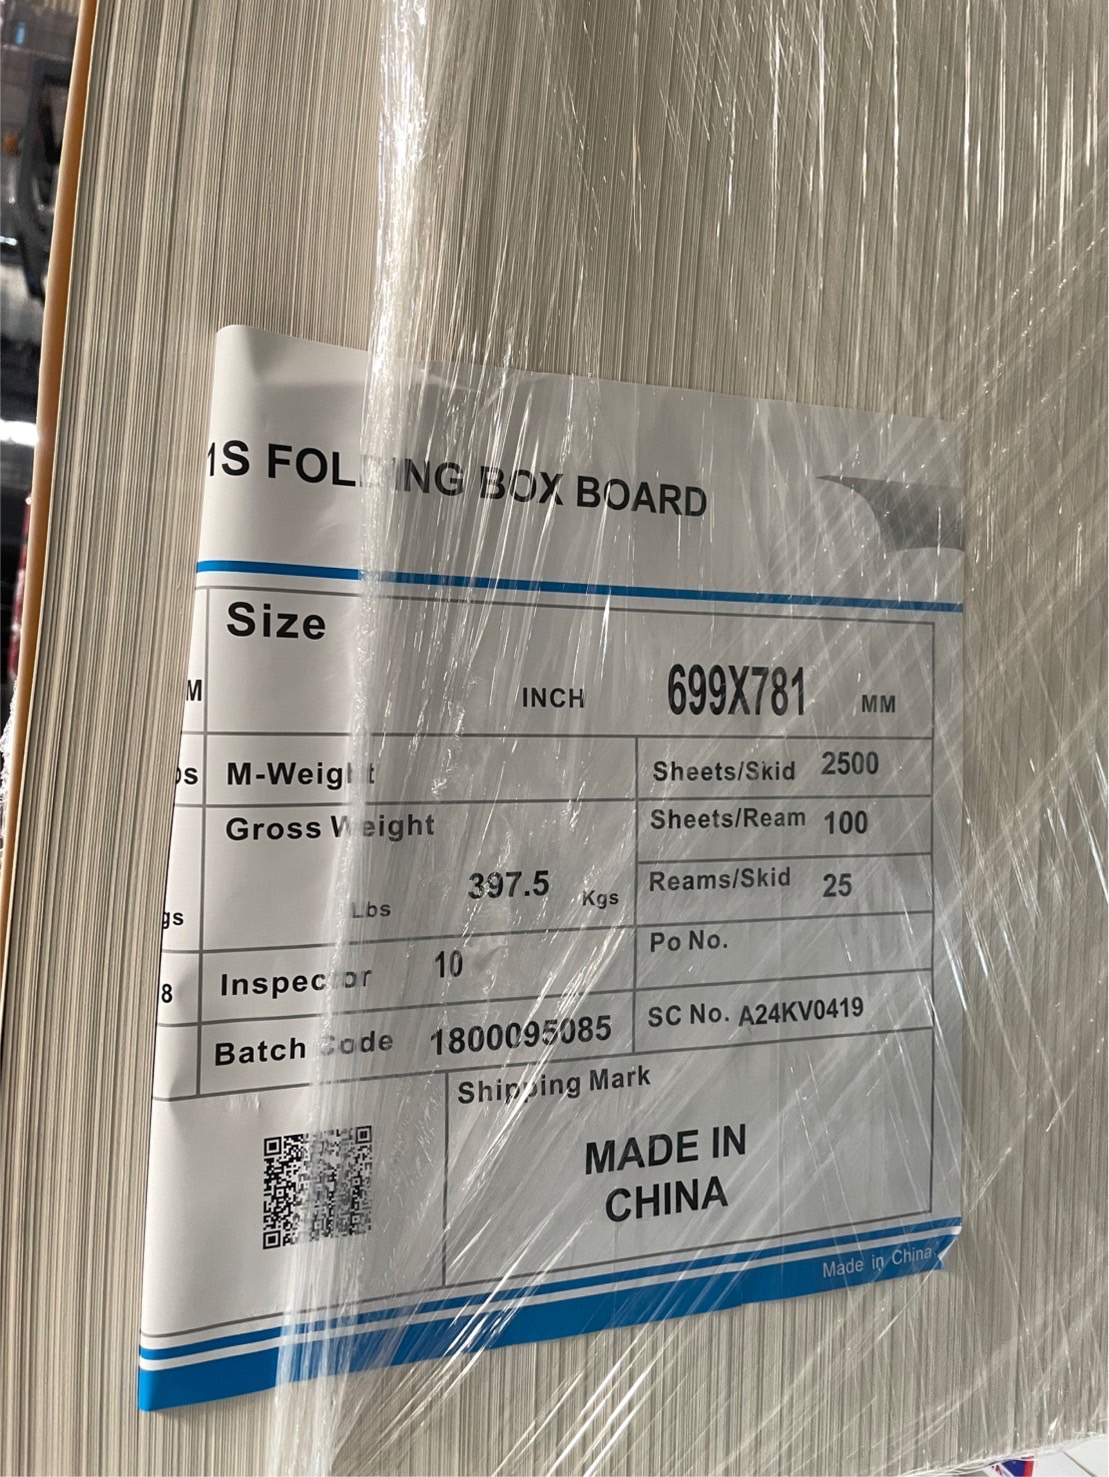 1S FOLDING BOX BOARD
Size
M
INCH 699X781 MM
bs M-Weight
Sheets/Skid 2500
Gross Weight
Sheets/Ream 100
gs Lbs 397.5 Kgs
Reams/Skid 25
8 Inspector 10
Po No.
Batch Code 1800095085
SC No. A24KV0419
Shipping Mark
MADE IN
CHINA
Made in China